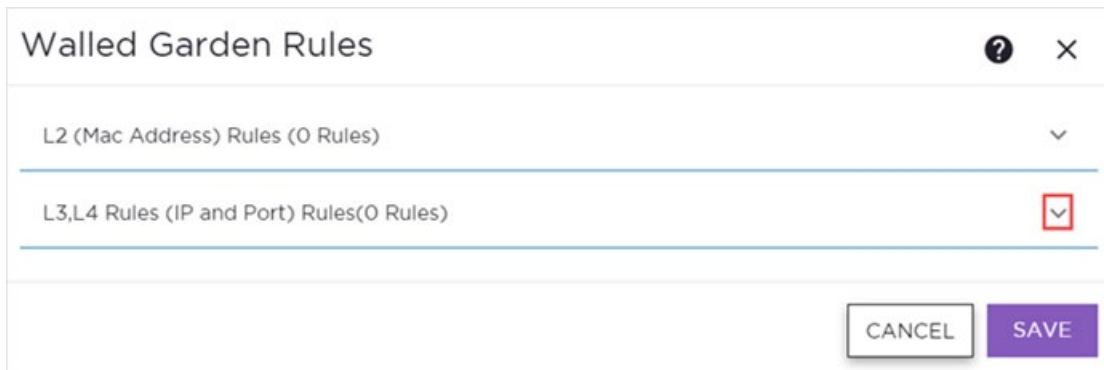 Walled Garden Rules
L2 (Mac Address) Rules (0 Rules)
L3,L4 Rules (IP and Port) Rules(0 Rules)
CANCEL SAVE